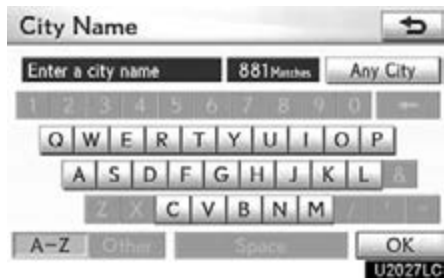 City Name
Enter a city name 881 Matches Any City
1 2 3 4 5 6 7 8 9 0
Q W E R T Y U I O P
A S D F G H J K L &
Z X C V B N M / ' -
A-Z Other Space OK
U2027LC